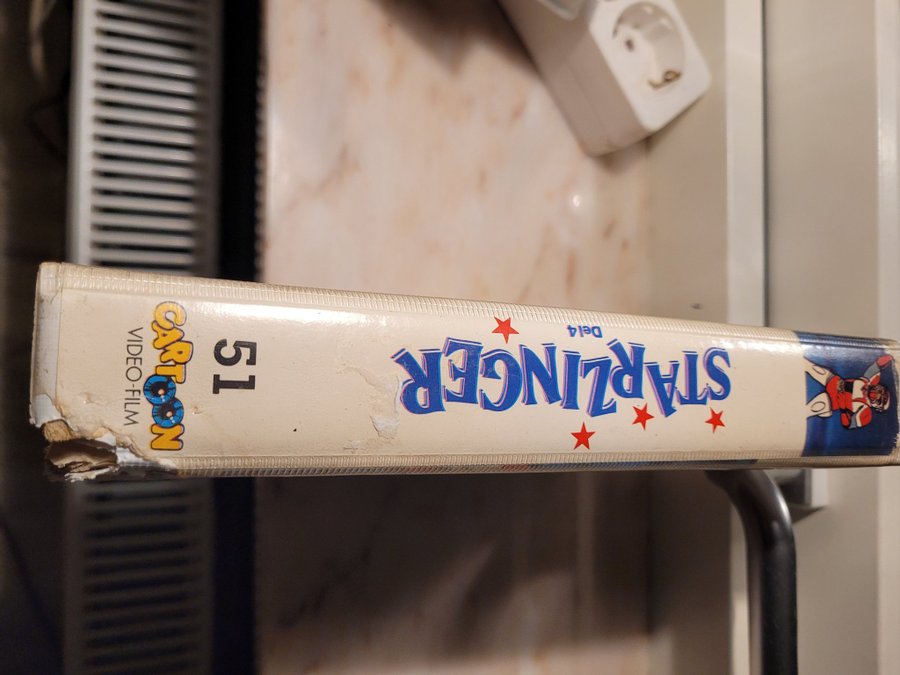 STARZINGER
Del 4
51
CARTOON
VIDEO-FILM